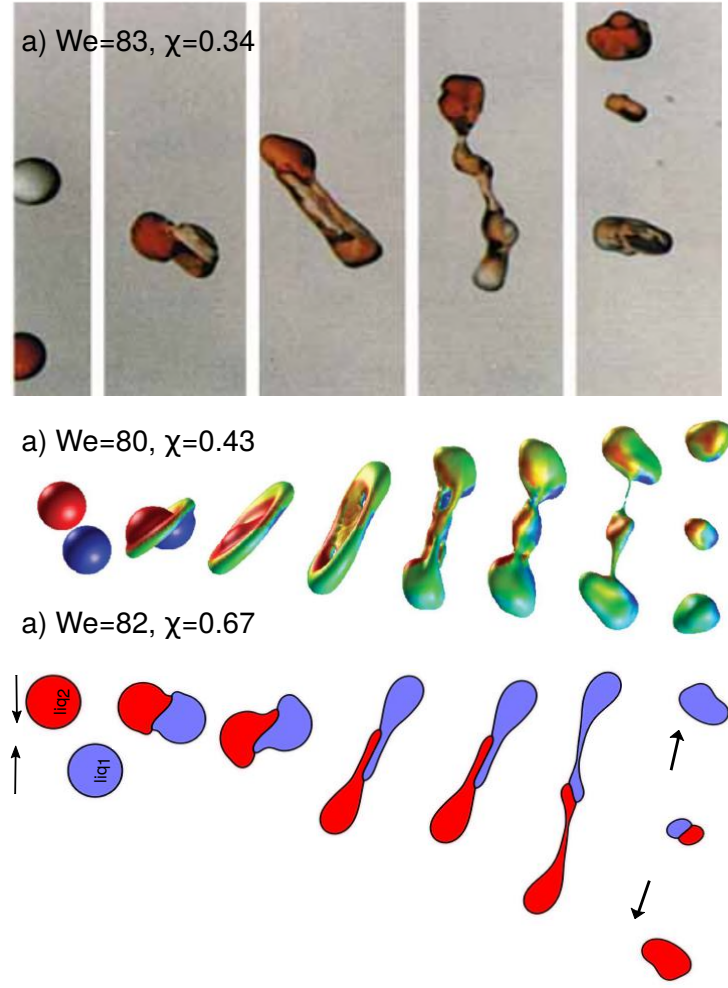 a) We=83, χ=0.34
a) We=80, χ=0.43
a) We=82, χ=0.67
liq2
liq1